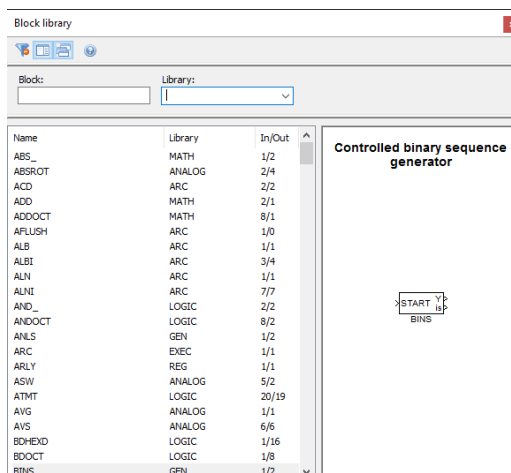 Block library
Block:
Library:
Name Library In/Out
ABS_ MATH 1/2
ABSROT ANALOG 2/4
ACD ARC 2/2
ADD MATH 2/1
ADDOCT MATH 8/1
AFLUSH ARC 1/0
ALB ARC 1/1
ALBI ARC 3/4
ALN ARC 1/1
ALNI ARC 7/7
AND_ LOGIC 2/2
ANDOCT LOGIC 8/2
ANLS GEN 1/2
ARC EXEC 1/1
ARLY REG 1/1
ASW ANALOG 5/2
ATMT LOGIC 20/19
AVG ANALOG 1/1
AVS ANALOG 6/6
BDHEXD LOGIC 1/16
BDOCT LOGIC 1/8
BINS GEN 1/2
Controlled binary sequence
generator
START Y
is
BINS